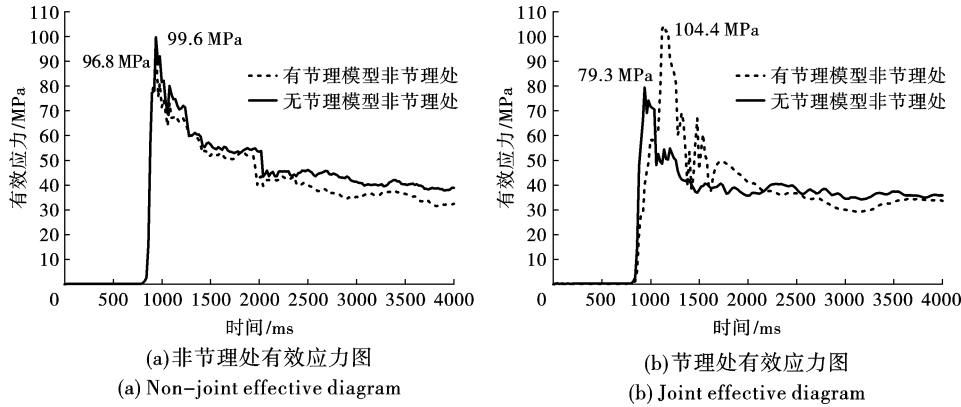 110
100
90
80
70
60
50
40
30
20
10
0
500
1000
1500
2000
2500
3000
3500
4000
有效应力/MPa
时间/ms
96.8 MPa
99.6 MPa
有节理模型非节理处
无节理模型非节理处
(a)非节理处有效应力图
(a) Non-joint effective diagram
110
100
90
80
70
60
50
40
30
20
10
0
500
1000
1500
2000
2500
3000
3500
4000
有效应力/MPa
时间/ms
79.3 MPa
104.4 MPa
有节理模型非节理处
无节理模型非节理处
(b)节理处有效应力图
(b) Joint effective diagram